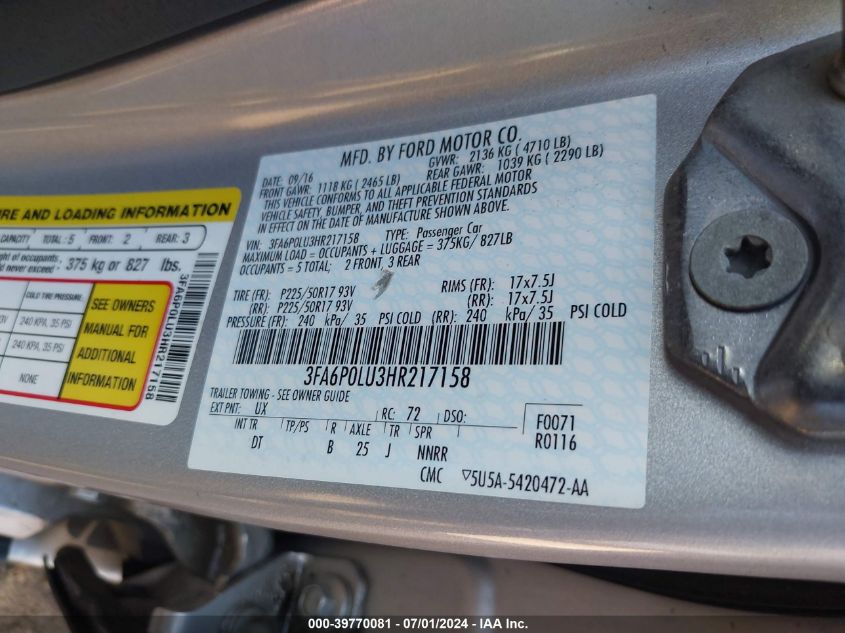 MFD. BY FORD MOTOR CO.
DATE: 09/16 GVWR: 2136 KG ( 4710 LB)
FRONT GAWR: 1118 KG ( 2465 LB) REAR GAWR: 1039 KG ( 2290 LB)
THIS VEHICLE CONFORMS TO ALL APPLICABLE FEDERAL MOTOR
VEHICLE SAFETY, BUMPER, AND THEFT PREVENTION STANDARDS
IN EFFECT ON THE DATE OF MANUFACTURE SHOWN ABOVE.
VIN: 3FA6P0LU3HR217158 TYPE: Passenger Car
MAXIMUM LOAD = OCCUPANTS + LUGGAGE = 375KG/ 827LB
OCCUPANTS = 5 TOTAL; 2 FRONT, 3 REAR
TIRE (FR): P225/50R17 93V RIMS (FR): 17x7.5J
(RR): P225/50R17 93V (RR): 17x7.5J
PRESSURE (FR): 240 kPa/ 35 PSI COLD (RR): 240 kPa/ 35 PSI COLD
3FA6P0LU3HR217158
TRAILER TOWING - SEE OWNER GUIDE
EXT PNT: UX RC: 72 DSO: F0071
INT TR TP/PS R AXLE TR SPR R0116
DT B 25 J NNRR
CMC ▽5U5A-5420472-AA
IRE AND LOADING INFORMATION
CAPACITY TOTAL: 5 FRONT: 2 REAR: 3
ght of occupants
ld never exceed : 375 kg or 827 lbs.
COLD TIRE PRESSURE
240 KPA, 35 PSI
240 KPA, 35 PSI
NONE
SEE OWNERS
MANUAL FOR
ADDITIONAL
INFORMATION
3FA6P0LU3HR217158
000-39770081 - 07/01/2024 - IAA Inc.